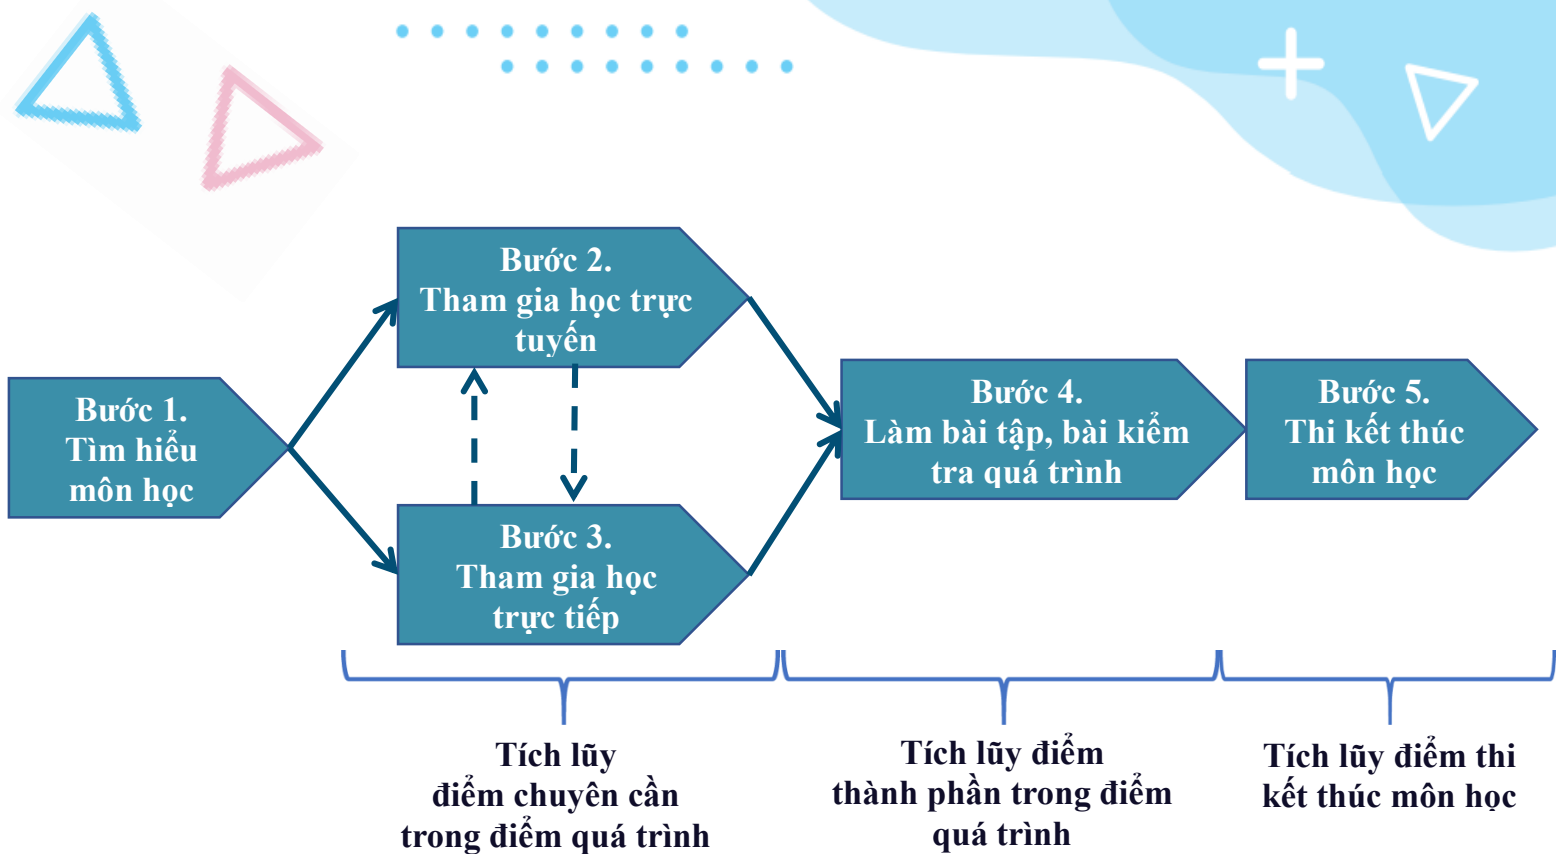 Bước 1.
Tìm hiểu
môn học
Bước 2.
Tham gia học trực
tuyến
Bước 3.
Tham gia học
trực tiếp
Bước 4.
Làm bài tập, bài kiểm
tra quá trình
Bước 5.
Thi kết thúc
môn học
Tích lũy
điểm chuyên cần
trong điểm quá trình
Tích lũy điểm
thành phần trong điểm
quá trình
Tích lũy điểm thi
kết thúc môn học